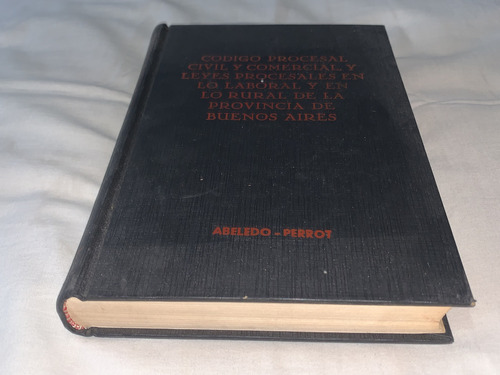 CODIGO PROCESAL
CIVIL Y COMERCIAL, Y
LEYES PROCESALES EN
LO LABORAL Y EN
LO RURAL DE LA
PROVINCIA DE
BUENOS AIRES
ABELEDO - PERROT